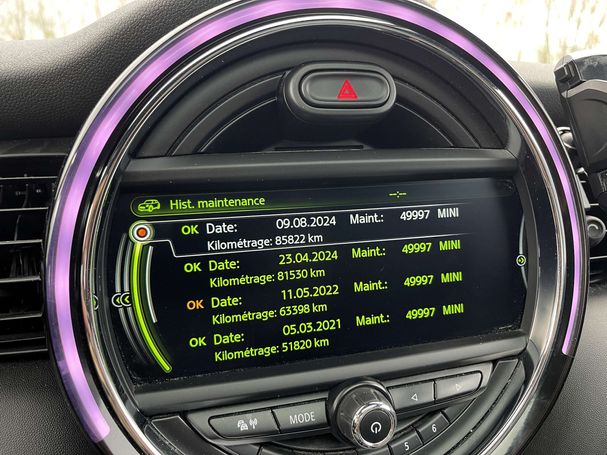 Hist. maintenance --:--
OK Date: 09.08.2024 Maint.: 49997 MINI
Kilométrage: 85822 km
OK Date: 23.04.2024 Maint.: 49997 MINI
Kilométrage: 81530 km
OK Date: 11.05.2022 Maint.: 49997 MINI
Kilométrage: 63398 km
OK Date: 05.03.2021 Maint.: 49997 MINI
Kilométrage: 51820 km
MODE
5 6